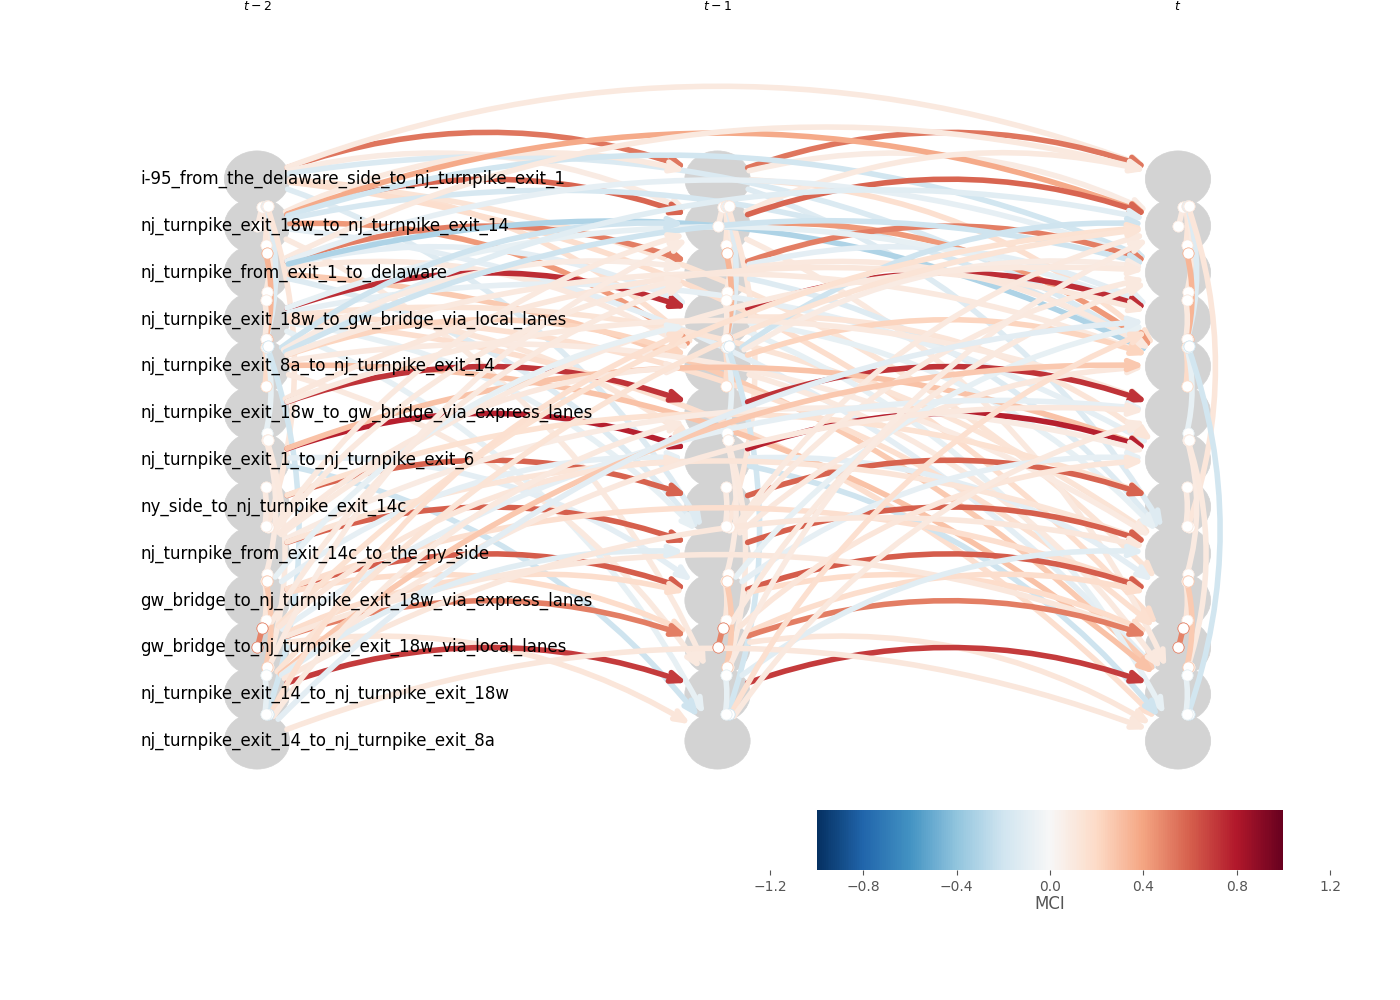 t − 2 t − 1 t
i-95_from_the_delaware_side_to_nj_turnpike_exit_1
nj_turnpike_exit_18w_to_nj_turnpike_exit_14
nj_turnpike_from_exit_1_to_delaware
nj_turnpike_exit_18w_to_gw_bridge_via_local_lanes
nj_turnpike_exit_8a_to_nj_turnpike_exit_14
nj_turnpike_exit_18w_to_gw_bridge_via_express_lanes
nj_turnpike_exit_1_to_nj_turnpike_exit_6
ny_side_to_nj_turnpike_exit_14c
nj_turnpike_from_exit_14c_to_the_ny_side
gw_bridge_to_nj_turnpike_exit_18w_via_express_lanes
gw_bridge_to_nj_turnpike_exit_18w_via_local_lanes
nj_turnpike_exit_14_to_nj_turnpike_exit_18w
nj_turnpike_exit_14_to_nj_turnpike_exit_8a
−1.2 −0.8 −0.4 0.0 0.4 0.8 1.2
MCI